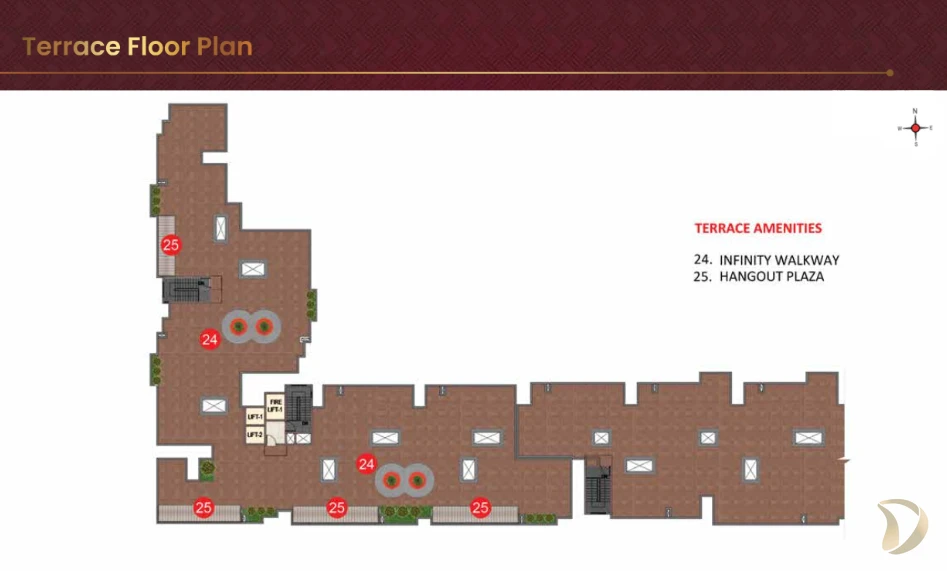 Terrace Floor Plan
N
W E
S
25
TERRACE AMENITIES
24. INFINITY WALKWAY
25. HANGOUT PLAZA
24
FIRE
LIFT-1
LIFT-1
LIFT-2
24
25
25
25